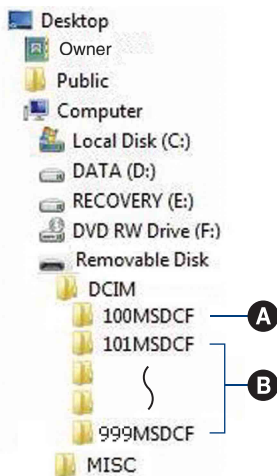 Desktop
Owner
Public
Computer
Local Disk (C:)
DATA (D:)
RECOVERY (E:)
DVD RW Drive (F:)
Removable Disk
DCIM
100MSDCF A
101MSDCF
B
999MSDCF
MISC